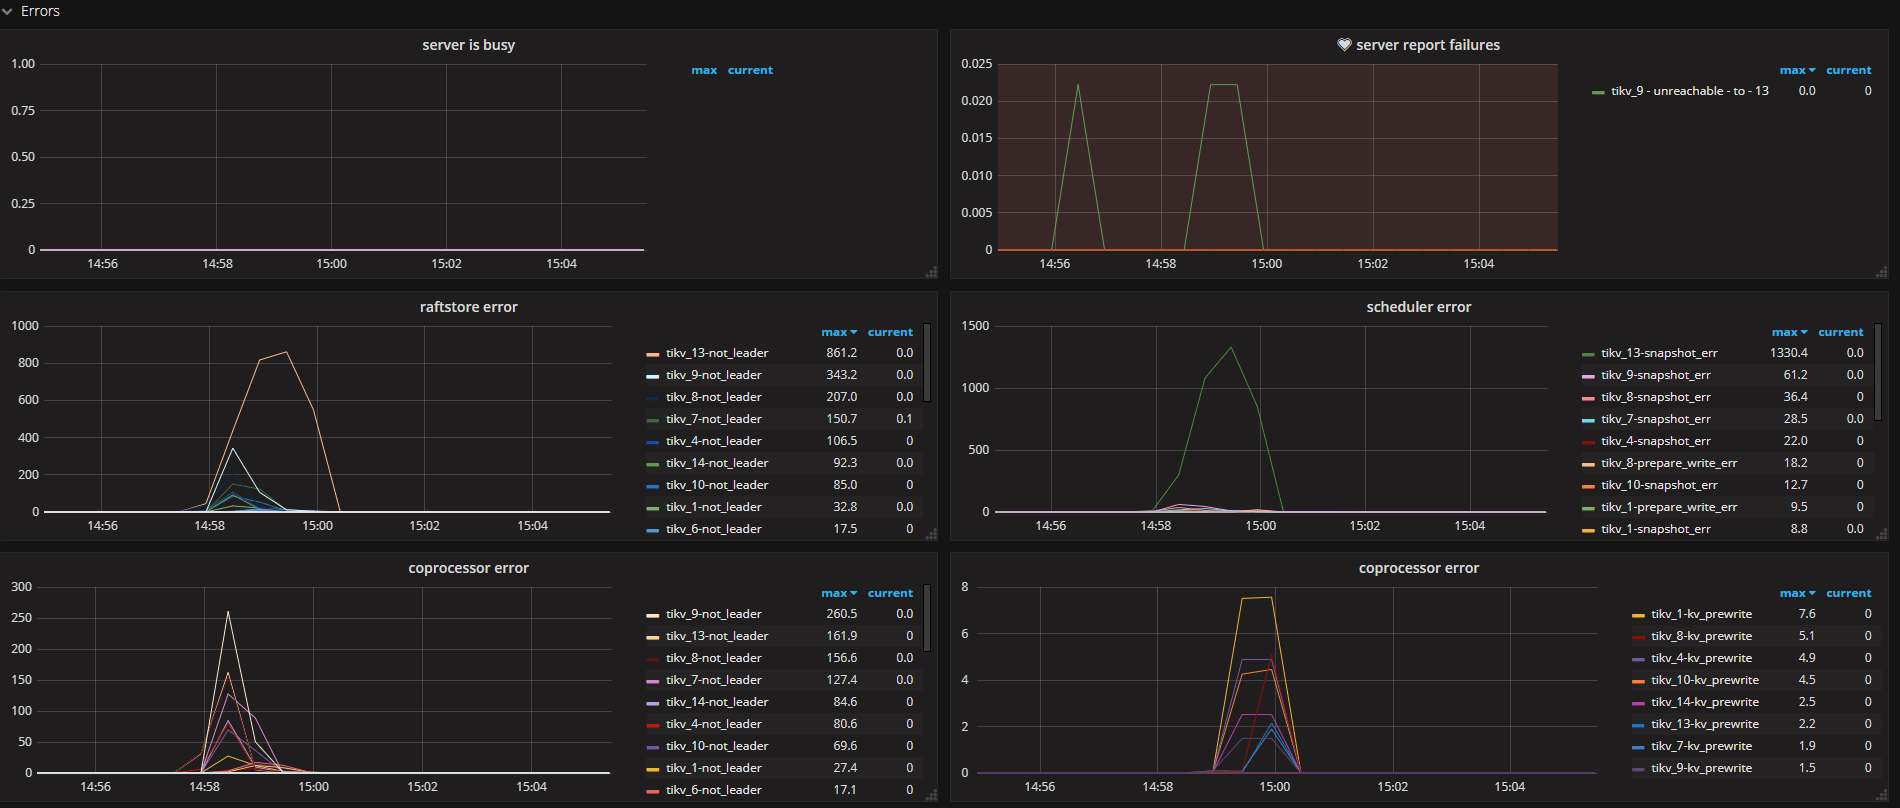 Errors
server is busy
1.00
0.75
0.50
0.25
0
14:56 14:58 15:00 15:02 15:04
max current
server report failures
0.025
0.020
0.015
0.010
0.005
0
14:56 14:58 15:00 15:02 15:04
max current
tikv_9 - unreachable - to - 13 0.0 0
raftstore error
1000
800
600
400
200
0
14:56 14:58 15:00 15:02 15:04
max current
tikv_13-not_leader 861.2 0.0
tikv_9-not_leader 343.2 0.0
tikv_8-not_leader 207.0 0.0
tikv_7-not_leader 150.7 0.1
tikv_4-not_leader 106.5 0
tikv_14-not_leader 92.3 0.0
tikv_10-not_leader 85.0 0
tikv_1-not_leader 32.8 0.0
tikv_6-not_leader 17.5 0
scheduler error
1500
1000
500
0
14:56 14:58 15:00 15:02 15:04
max current
tikv_13-snapshot_err 1330.4 0.0
tikv_9-snapshot_err 61.2 0.0
tikv_8-snapshot_err 36.4 0.0
tikv_7-snapshot_err 28.5 0.0
tikv_4-snapshot_err 22.0 0
tikv_8-prepare_write_err 18.2 0
tikv_10-snapshot_err 12.7 0
tikv_1-prepare_write_err 9.5 0
tikv_1-snapshot_err 8.8 0.0
coprocessor error
300
250
200
150
100
50
0
14:56 14:58 15:00 15:02 15:04
max current
tikv_9-not_leader 260.5 0.0
tikv_13-not_leader 161.9 0
tikv_8-not_leader 156.6 0.0
tikv_7-not_leader 127.4 0.0
tikv_14-not_leader 84.6 0
tikv_4-not_leader 80.6 0
tikv_10-not_leader 69.6 0
tikv_1-not_leader 27.4 0
tikv_6-not_leader 17.1 0
coprocessor error
8
6
4
2
0
14:56 14:58 15:00 15:02 15:04
max current
tikv_1-kv_prewrite 7.6 0
tikv_8-kv_prewrite 5.1 0
tikv_4-kv_prewrite 4.9 0
tikv_10-kv_prewrite 4.5 0
tikv_14-kv_prewrite 2.5 0
tikv_13-kv_prewrite 2.2 0
tikv_7-kv_prewrite 1.9 0
tikv_9-kv_prewrite 1.5 0